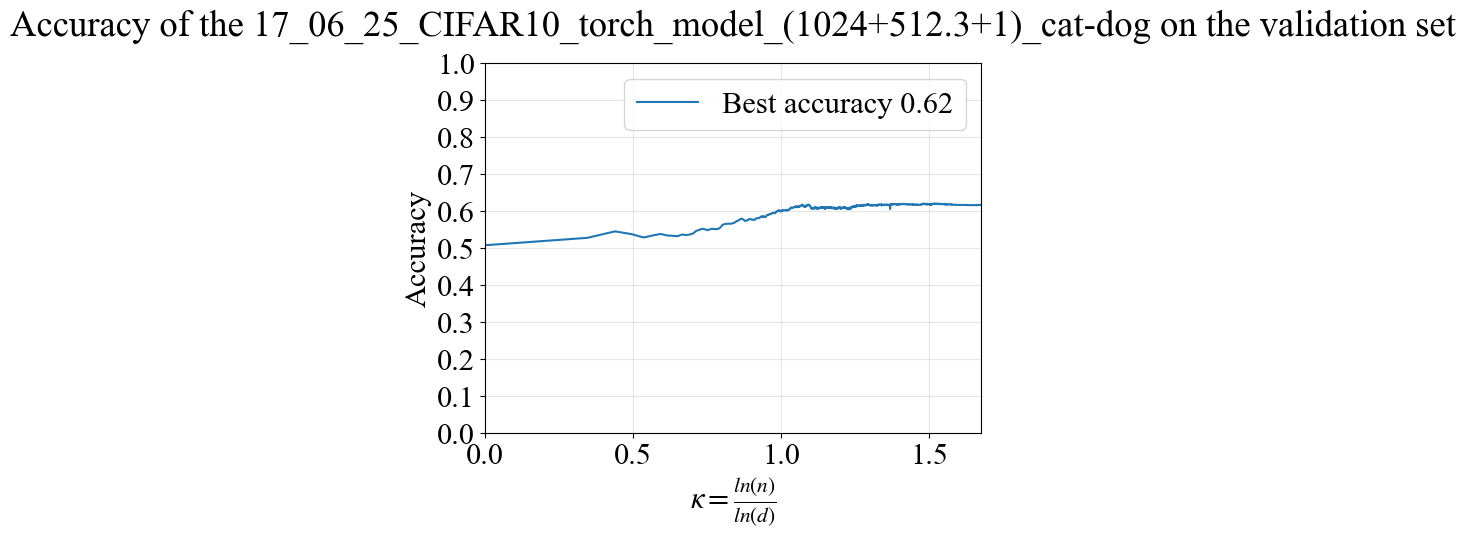 Accuracy of the 17_06_25_CIFAR10_torch_model_(1024+512.3+1)_cat-dog on the validation set
Best accuracy 0.62
Accuracy
1.0
0.9
0.8
0.7
0.6
0.5
0.4
0.3
0.2
0.1
0.0
0.0 0.5 1.0 1.5
κ = ln(n)/ln(d)